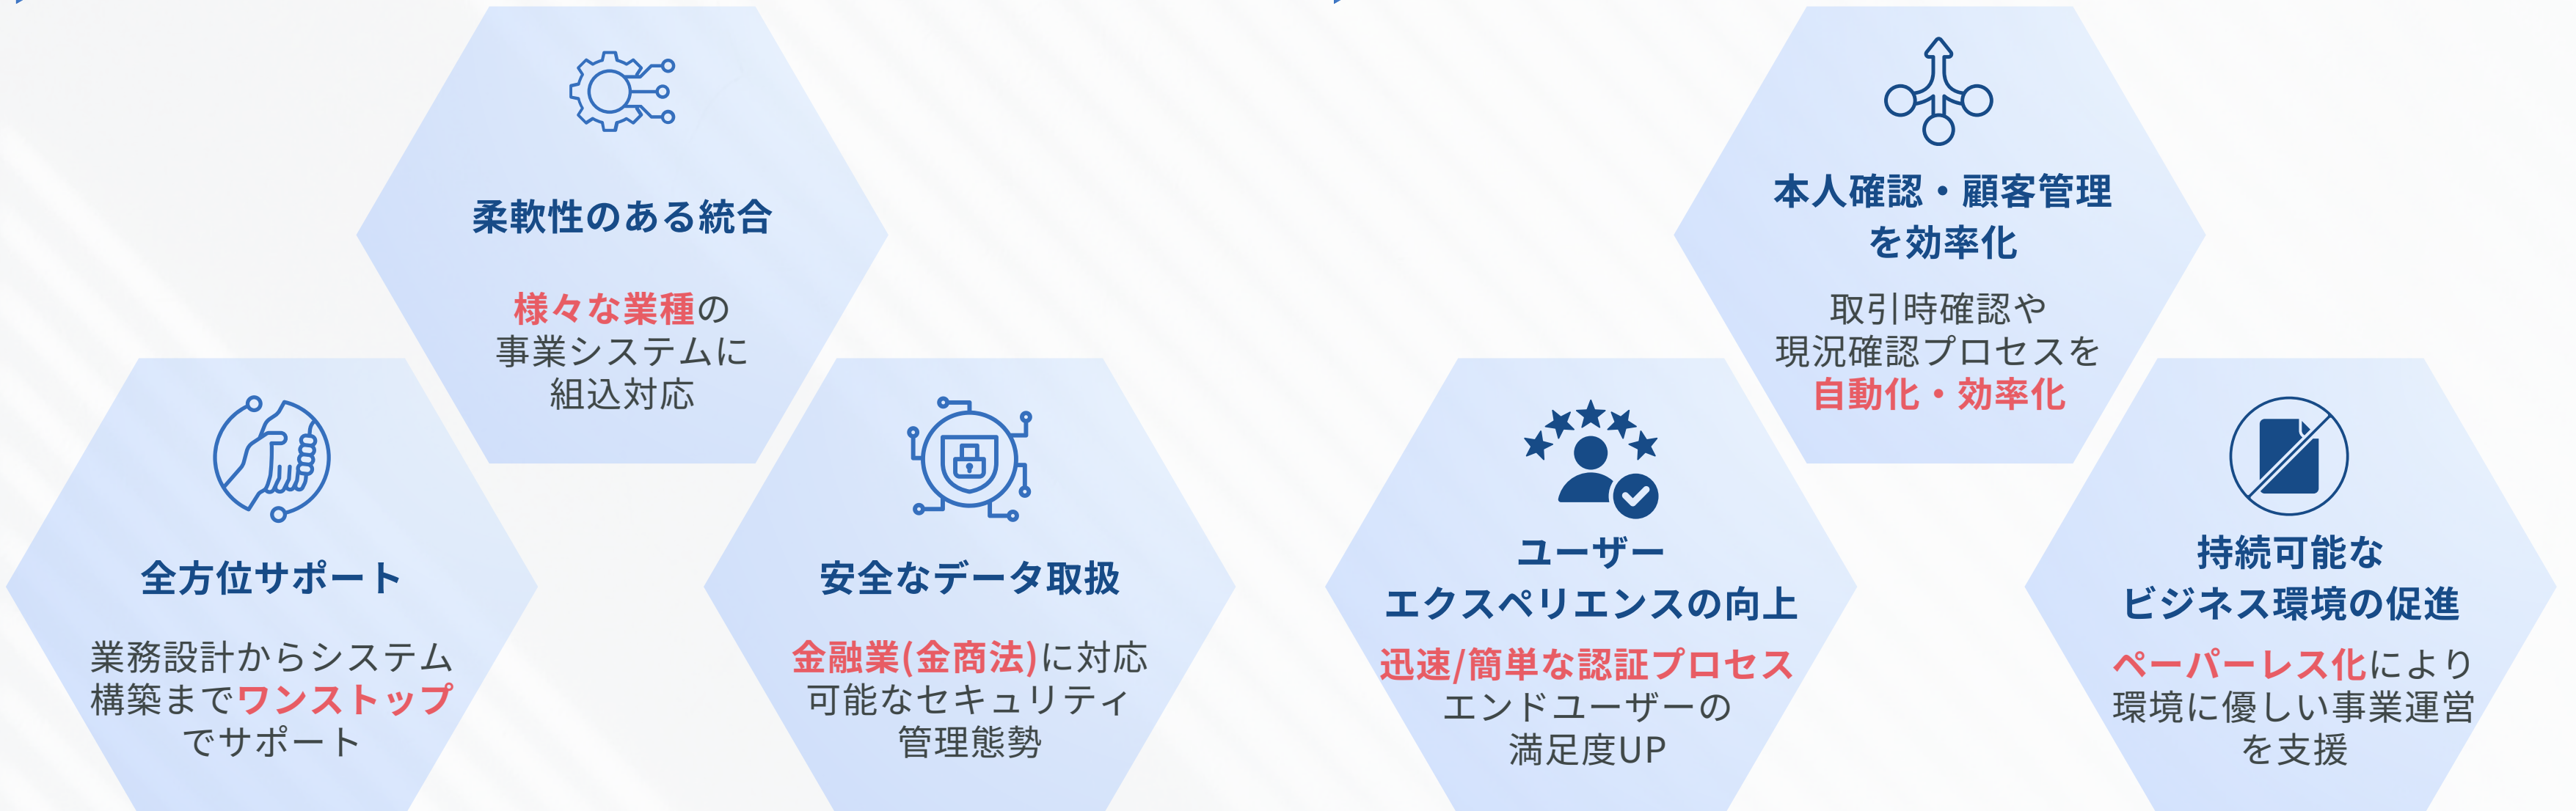 柔軟性のある統合
様々な業種の
事業システムに
組込対応
全方位サポート
業務設計からシステム
構築までワンストップ
でサポート
安全なデータ取扱
金融業(金商法)に対応
可能なセキュリティ
管理態勢
本人確認・顧客管理
を効率化
取引時確認や
現況確認プロセスを
自動化・効率化
ユーザー
エクスペリエンスの向上
迅速/簡単な認証プロセス
エンドユーザーの
満足度UP
持続可能な
ビジネス環境の促進
ペーパーレス化により
環境に優しい事業運営
を支援